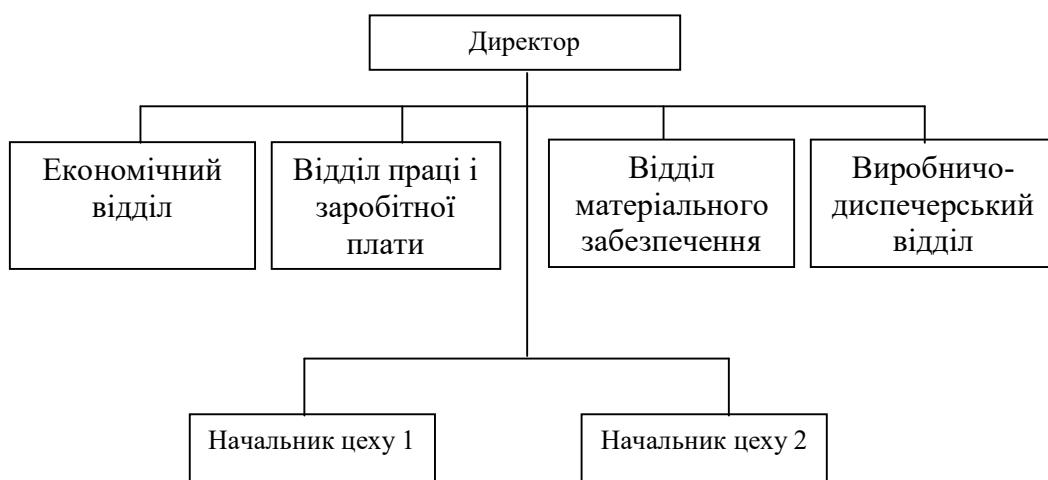 Директор
Економічний
відділ
Відділ праці і
заробітної
плати
Відділ
матеріального
забезпечення
Виробничо-
диспечерський
відділ
Начальник цеху 1
Начальник цеху 2